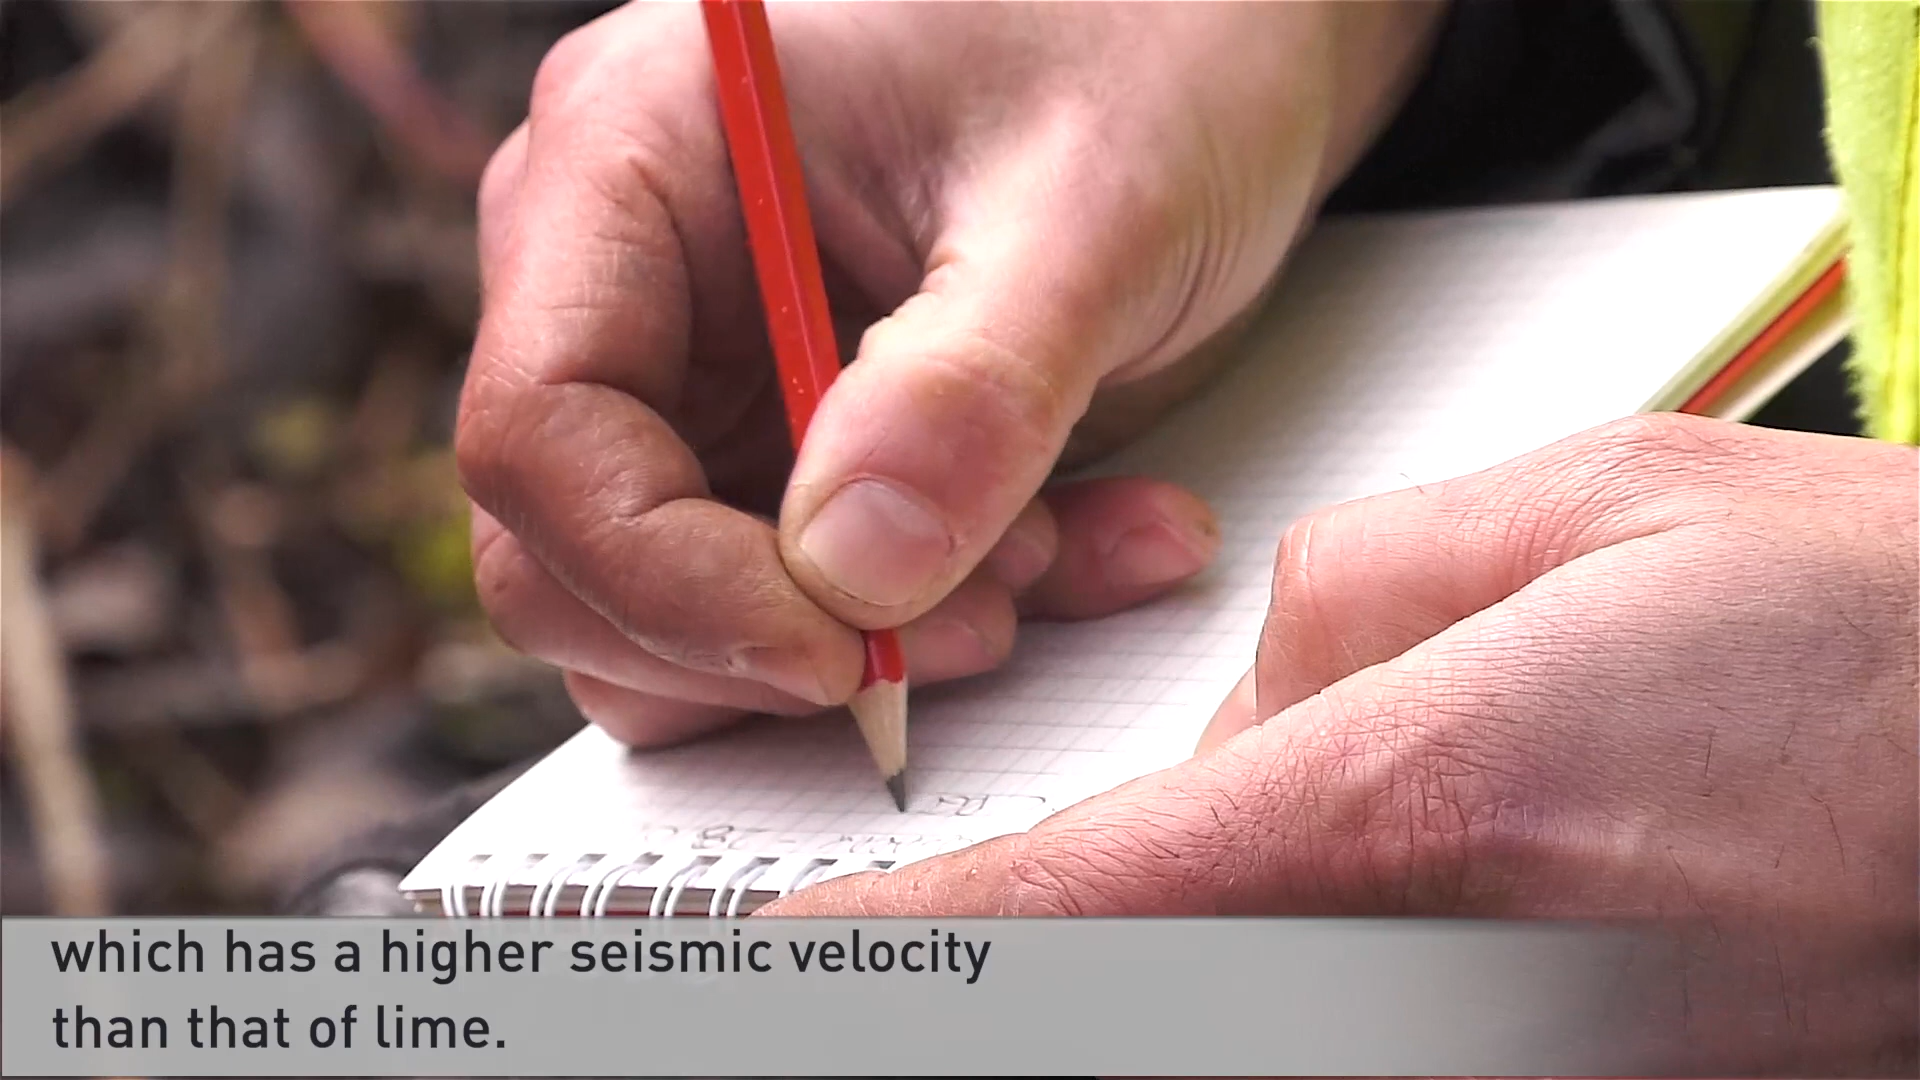 which has a higher seismic velocity
than that of lime.